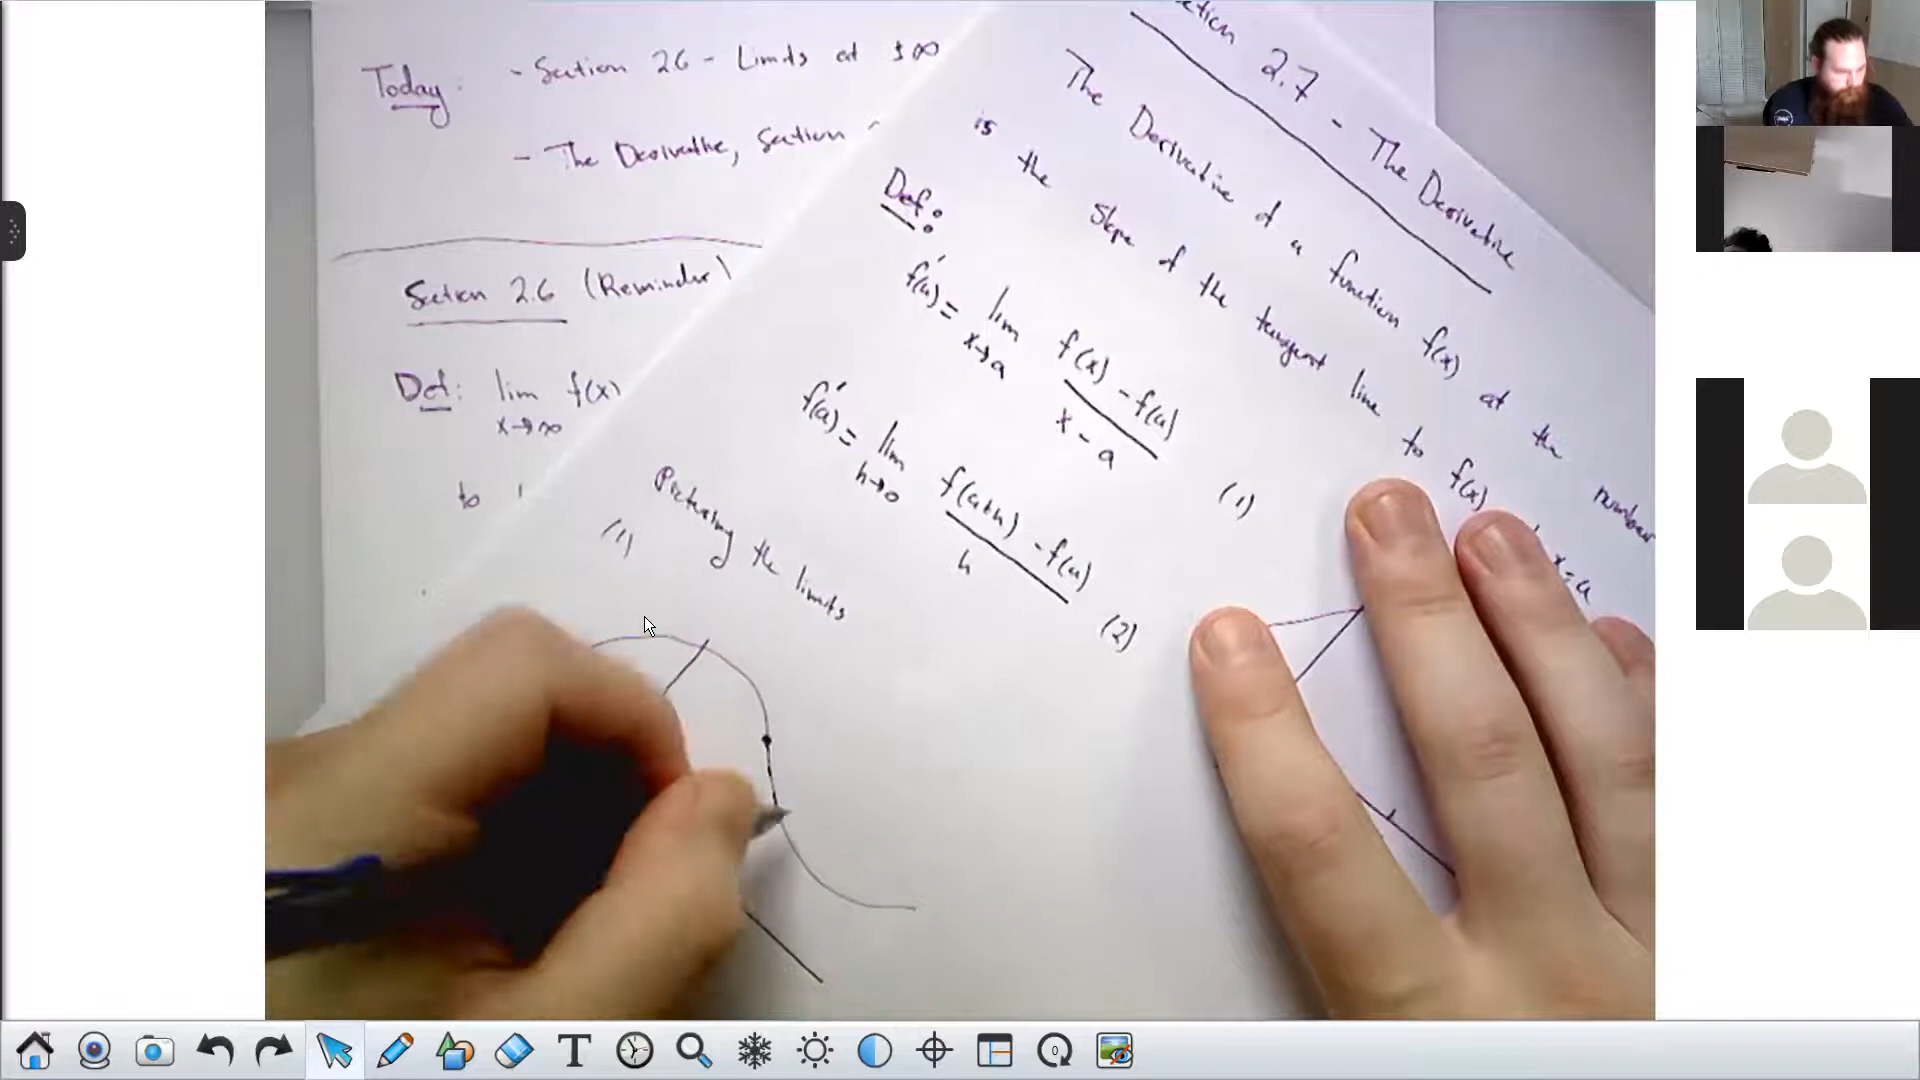 Today: - Section 2.6 - Limits at ±∞
- The Derivative, Section
Section 2.6 (Reminder)
Def: lim f(x)
x→∞
to
Section 2.7 - The Derivative
The Derivative of a function f(x) at the number
is the slope of the tangent line to f(x) x=a
Def:
f'(a) = lim x→a f(x) - f(a) / x - a (1)
f'(a) = lim h→0 f(a+h) - f(a) / h (2)
Picturing the limits
(1)
T
0